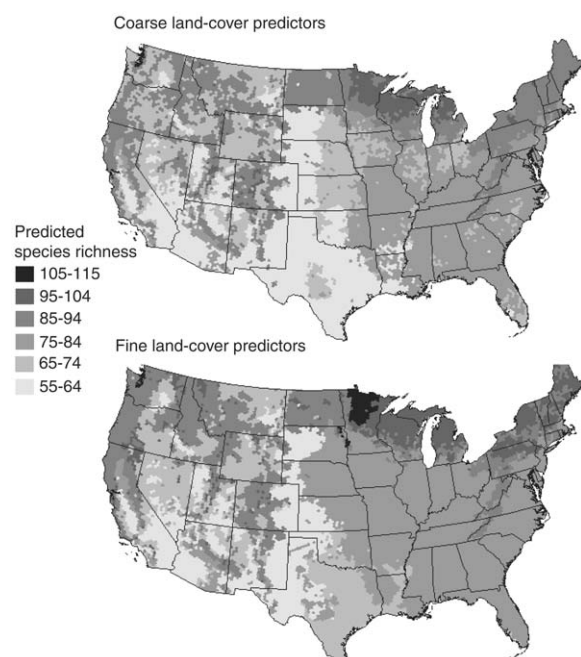 Coarse land-cover predictors
Predicted
species richness
105-115
95-104
85-94
75-84
65-74
55-64
Fine land-cover predictors